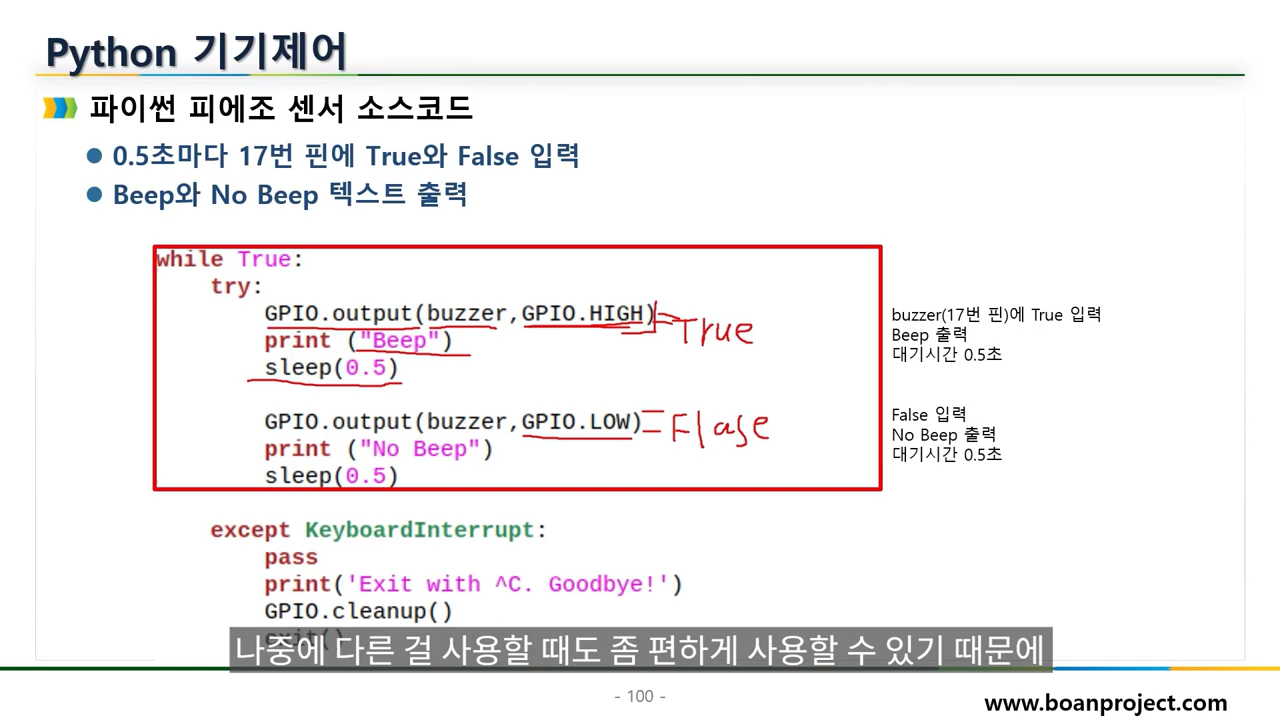 Python 기기제어
파이썬 피에조 센서 소스코드
0.5초마다 17번 핀에 True와 False 입력
Beep와 No Beep 텍스트 출력
while True:
try:
GPIO.output(buzzer,GPIO.HIGH)
= True
print ("Beep")
sleep(0.5)
buzzer(17번 핀)에 True 입력
Beep 출력
대기시간 0.5초
GPIO.output(buzzer,GPIO.LOW)
= Flase
print ("No Beep")
sleep(0.5)
False 입력
No Beep 출력
대기시간 0.5초
except KeyboardInterrupt:
pass
print('Exit with ^C. Goodbye!')
GPIO.cleanup()
exit()
나중에 다른 걸 사용할 때도 좀 편하게 사용할 수 있기 때문에
- 100 -
www.boanproject.com